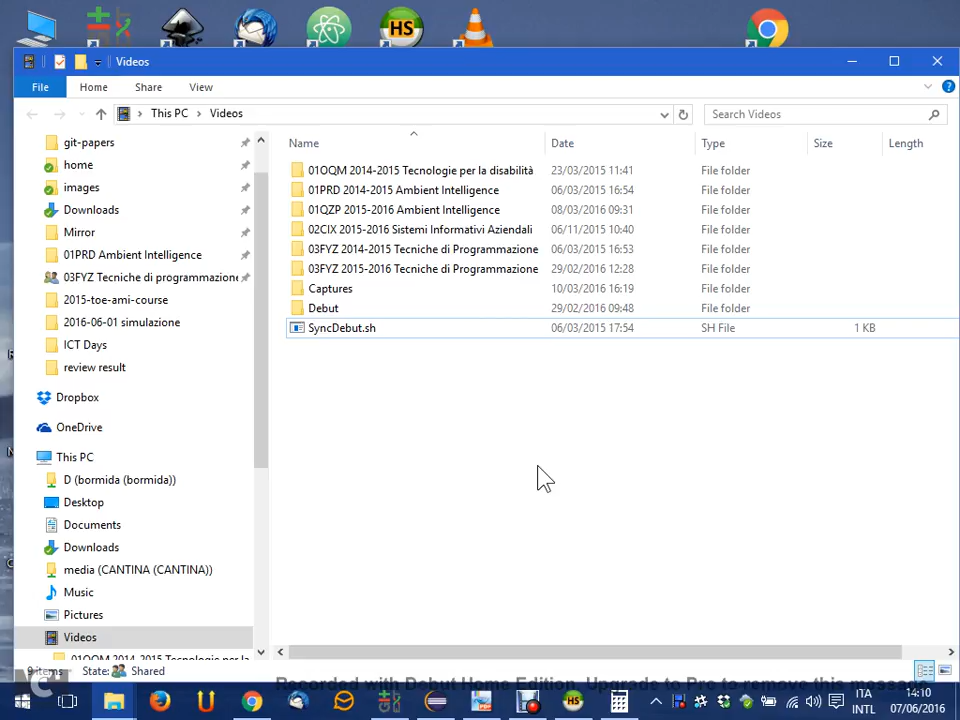 HS
Videos
File Home Share View
This PC Videos
Search Videos
Name Date Type Size Length
git-papers
home
images
Downloads
Mirror
01PRD Ambient Intelligence
03FYZ Tecniche di programmazione
2015-toe-ami-course
2016-06-01 simulazione
ICT Days
review result
Dropbox
OneDrive
This PC
D (bormida (bormida))
Desktop
Documents
Downloads
media (CANTINA (CANTINA))
Music
Pictures
Videos
01OQM 2014-2015 Tecnologie per la
01OQM 2014-2015 Tecnologie per la disabilità 23/03/2015 11:41 File folder
01PRD 2014-2015 Ambient Intelligence 06/03/2015 16:54 File folder
01QZP 2015-2016 Ambient Intelligence 08/03/2016 09:31 File folder
02CIX 2015-2016 Sistemi Informativi Aziendali 06/11/2015 10:40 File folder
03FYZ 2014-2015 Tecniche di Programmazione 06/03/2015 16:53 File folder
03FYZ 2015-2016 Tecniche di Programmazione 29/02/2016 12:28 File folder
Captures 10/03/2016 16:19 File folder
Debut 29/02/2016 09:48 File folder
SyncDebut.sh 06/03/2015 17:54 SH File 1 KB
9 items State: Shared
Recorded with Debut Home Edition. Upgrade to Pro to remove this message.
HS
ITA 14:10
INTL 07/06/2016